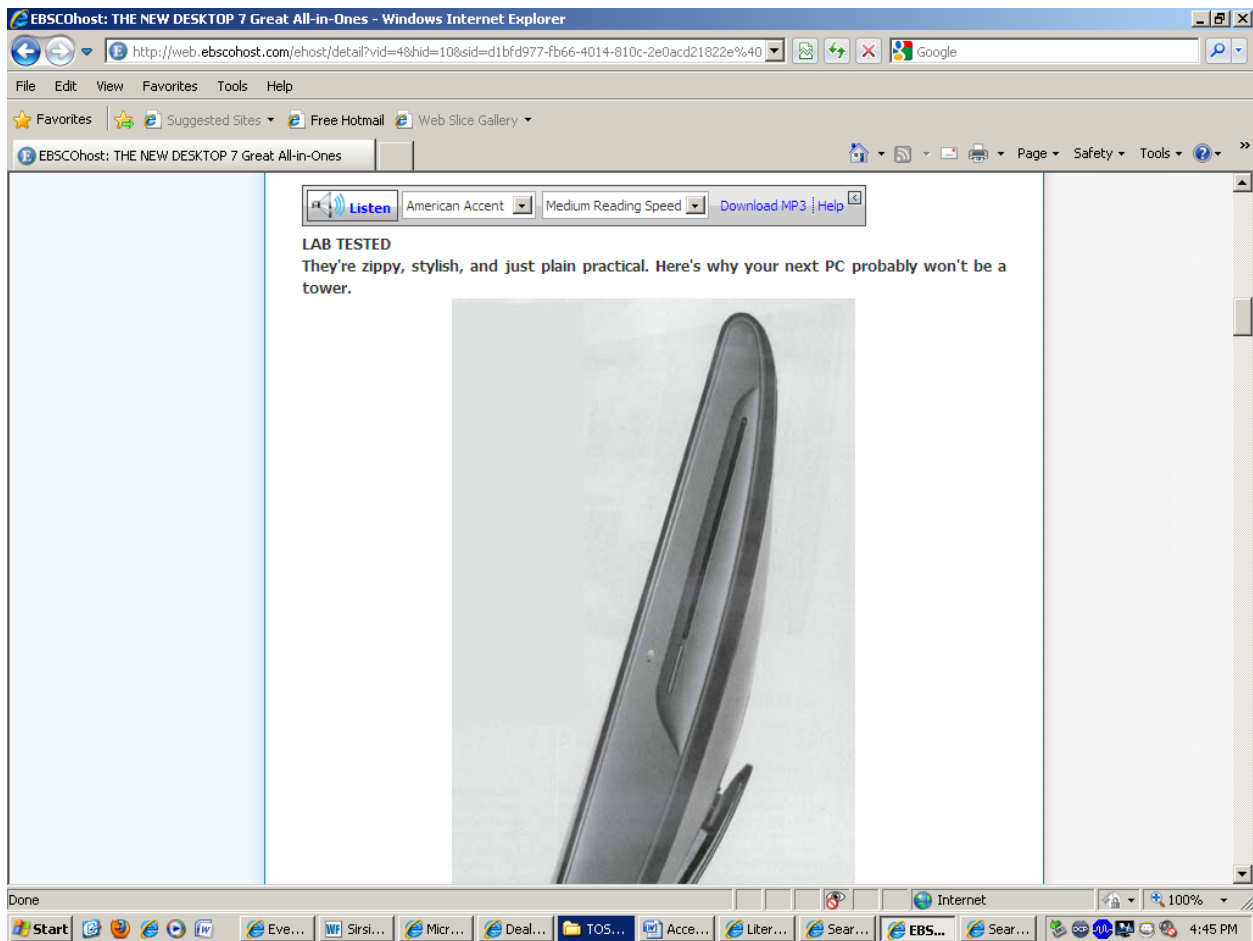 EBSCOhost: THE NEW DESKTOP 7 Great All-in-Ones - Windows Internet Explorer
http://web.ebscohost.com/ehost/detail?vid=4&hid=10&sid=d1bfd977-fb66-4014-810c-2e0acd21822e%40 Google
File Edit View Favorites Tools Help
Favorites Suggested Sites Free Hotmail Web Slice Gallery
EBSCOhost: THE NEW DESKTOP 7 Great All-in-Ones Page Safety Tools »
Listen American Accent Medium Reading Speed Download MP3 Help
LAB TESTED
They're zippy, stylish, and just plain practical. Here's why your next PC probably won't be a
tower.
Done Internet 100%
Start Eve... WF Sirsi... Micr... Deal... TOS... Acce... Liter... Sear... EBS... Sear... 4:45 PM